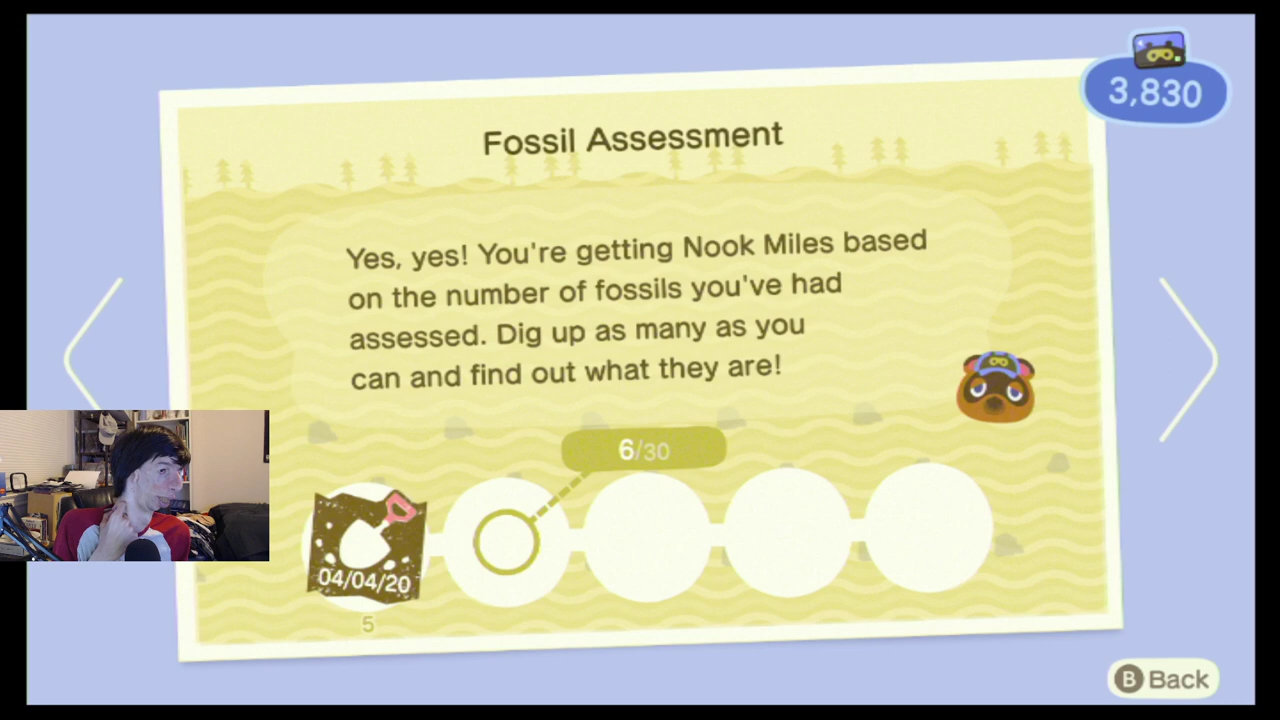 3,830
Fossil Assessment
Yes, yes! You're getting Nook Miles based
on the number of fossils you've had
assessed. Dig up as many as you
can and find out what they are!
6/30
04/04/20
5
B Back